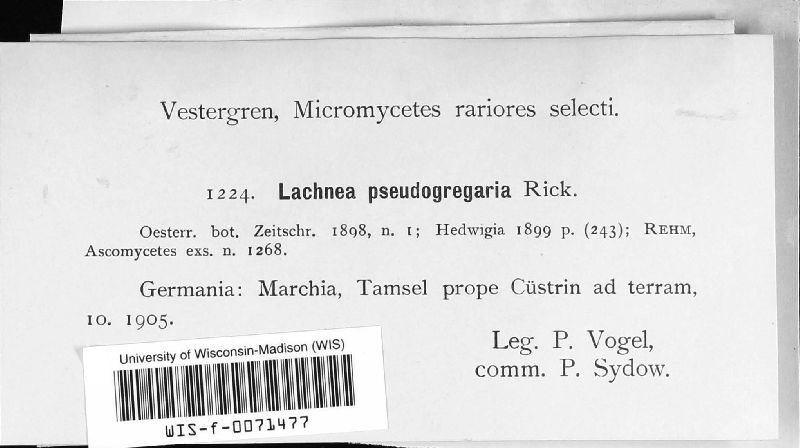 Vestergren, Micromycetes rariores selecti.
1224. Lachnea pseudogregaria Rick.
Oesterr. bot. Zeitschr. 1898, n. 1; Hedwigia 1899 p. (243); REHM,
Ascomycetes exs. n. 1268.
Germania: Marchia, Tamsel prope Cüstrin ad terram,
10. 1905.
Leg. P. Vogel,
comm. P. Sydow.
University of Wisconsin-Madison (WIS)
WIS-f-0071477